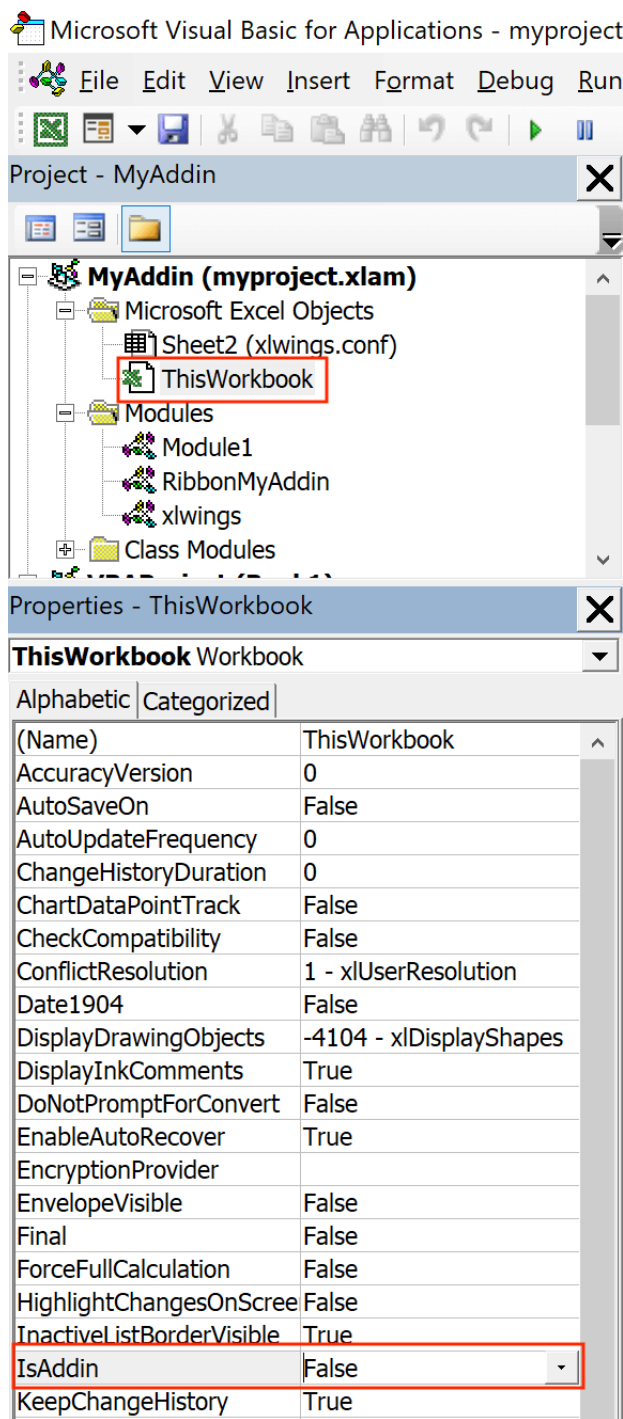 Microsoft Visual Basic for Applications - myproject
File Edit View Insert Format Debug Run
Project - MyAddin
MyAddin (myproject.xlam)
Microsoft Excel Objects
Sheet2 (xlwings.conf)
ThisWorkbook
Modules
Module1
RibbonMyAddin
xlwings
Class Modules
Properties - ThisWorkbook
ThisWorkbook Workbook
Alphabetic Categorized
(Name) ThisWorkbook
AccuracyVersion 0
AutoSaveOn False
AutoUpdateFrequency 0
ChangeHistoryDuration 0
ChartDataPointTrack False
CheckCompatibility False
ConflictResolution 1 - xlUserResolution
Date1904 False
DisplayDrawingObjects -4104 - xlDisplayShapes
DisplayInkComments True
DoNotPromptForConvert False
EnableAutoRecover True
EncryptionProvider
EnvelopeVisible False
Final False
ForceFullCalculation False
HighlightChangesOnScree False
InactiveListBorderVisible True
IsAddin False
KeepChangeHistory True